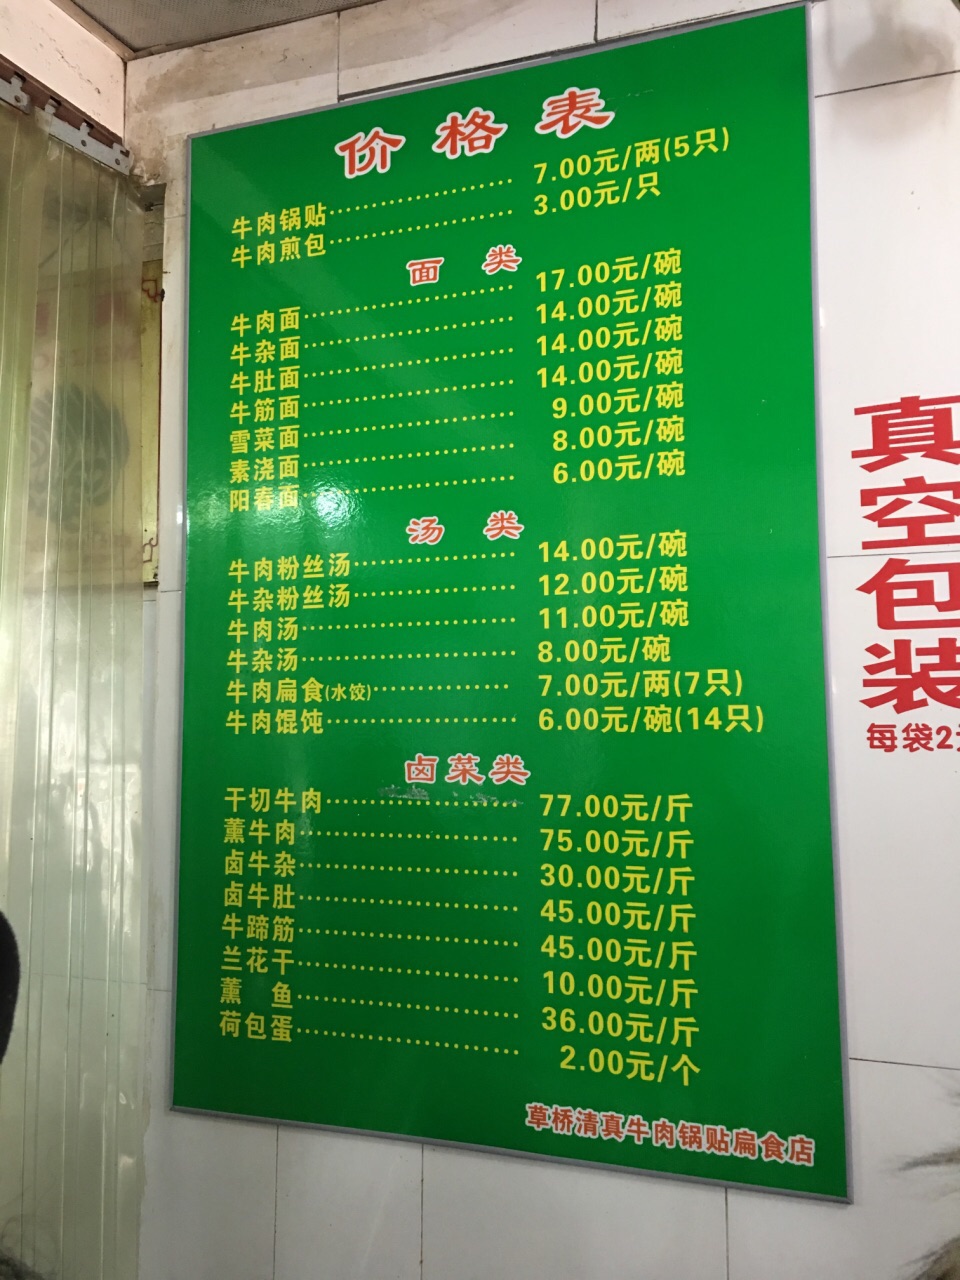 价格表
牛肉锅贴……………………7.00元/两(5只)
牛肉煎包……………………3.00元/只
面 类
牛肉面……………………17.00元/碗
牛杂面……………………14.00元/碗
牛肚面……………………14.00元/碗
牛筋面……………………14.00元/碗
雪菜面……………………9.00元/碗
素浇面……………………8.00元/碗
阳春面……………………6.00元/碗
汤 类
牛肉粉丝汤………………14.00元/碗
牛杂粉丝汤………………12.00元/碗
牛肉汤……………………11.00元/碗
牛杂汤……………………8.00元/碗
牛肉扁食(水饺)……………7.00元/两(7只)
牛肉馄饨…………………6.00元/碗(14只)
卤菜类
干切牛肉…………………77.00元/斤
薰牛肉……………………75.00元/斤
卤牛杂……………………30.00元/斤
卤牛肚……………………45.00元/斤
牛蹄筋……………………45.00元/斤
兰花干……………………10.00元/斤
薰 鱼……………………36.00元/斤
荷包蛋……………………2.00元/个
草桥清真牛肉锅贴扁食店
真空包装
每袋2